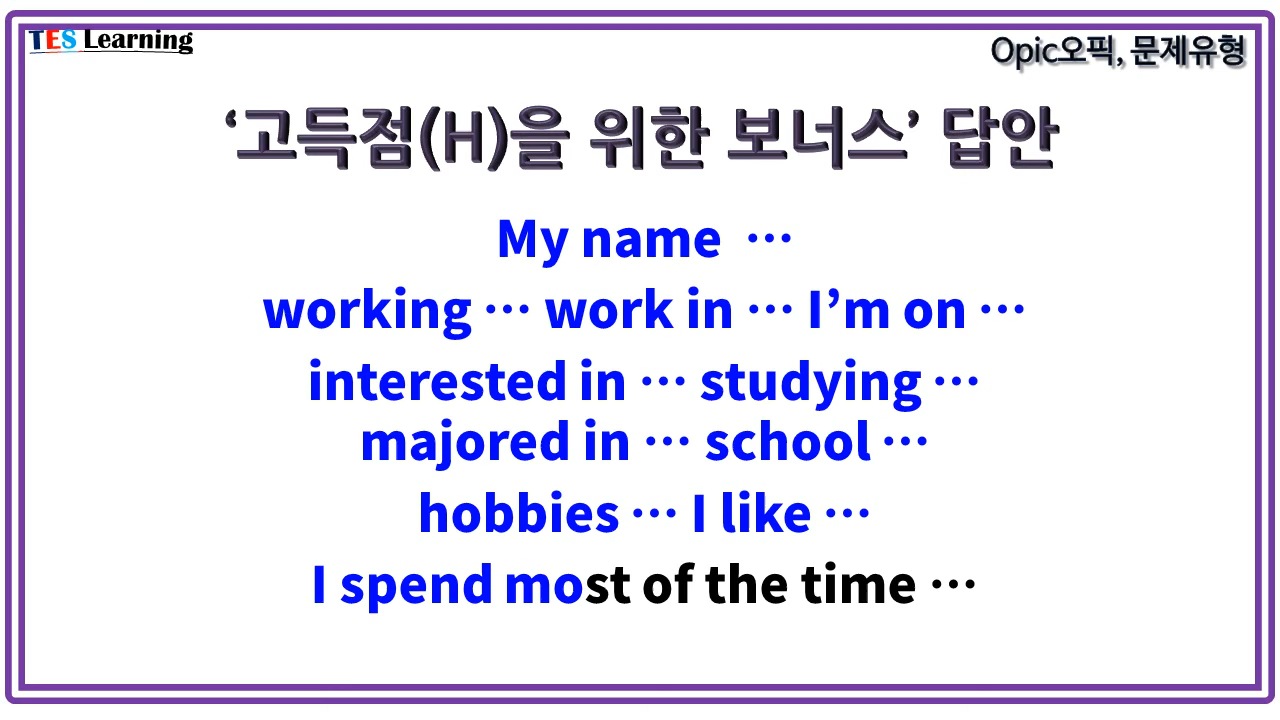 TES Learning
Opic오픽, 문제유형
‘고득점(H)을 위한 보너스’ 답안
My name …
working … work in … I’m on …
interested in … studying …
majored in … school …
hobbies … I like …
I spend most of the time …